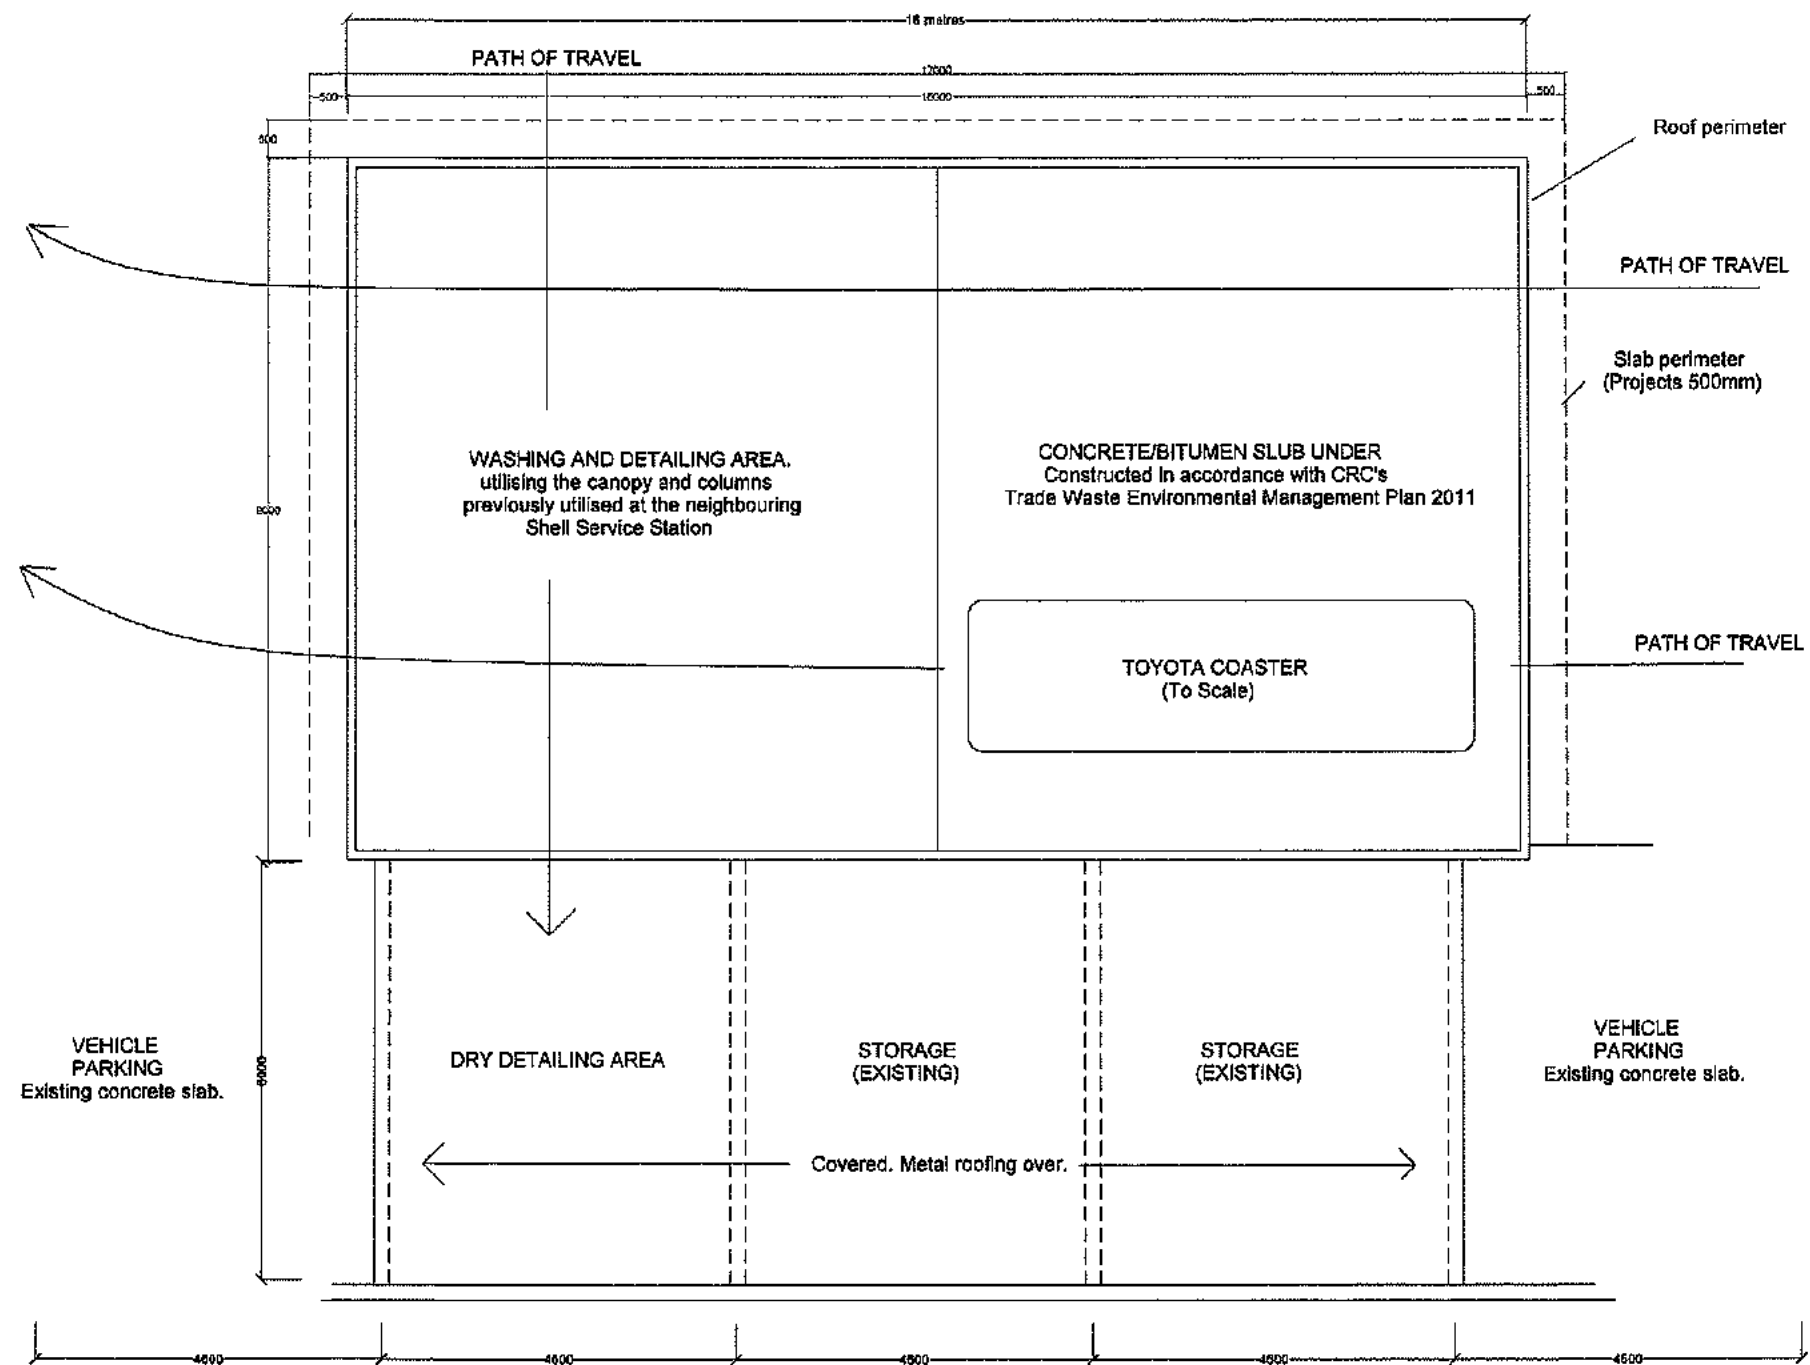 16 metres
PATH OF TRAVEL
17000
500
16000
500
Roof perimeter
500
PATH OF TRAVEL
Slab perimeter
(Projects 500mm)
WASHING AND DETAILING AREA.
utilising the canopy and columns
previously utilised at the neighbouring
Shell Service Station
CONCRETE/BITUMEN SLUB UNDER
Constructed in accordance with CRC's
Trade Waste Environmental Management Plan 2011
PATH OF TRAVEL
TOYOTA COASTER
(To Scale)
VEHICLE
PARKING
Existing concrete slab.
6000
DRY DETAILING AREA
STORAGE
(EXISTING)
STORAGE
(EXISTING)
VEHICLE
PARKING
Existing concrete slab.
Covered. Metal roofing over.
4500